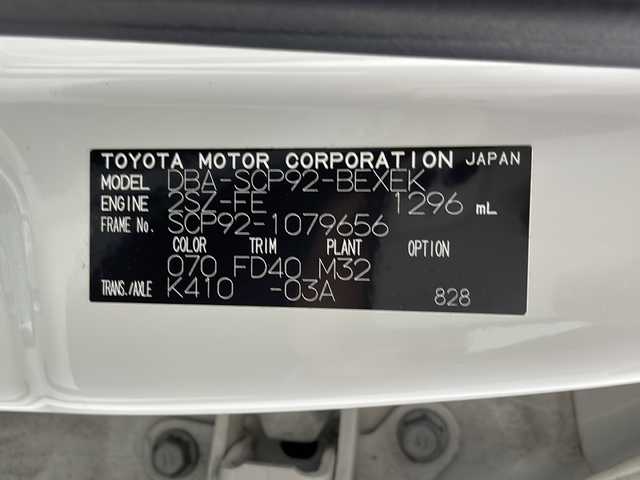 TOYOTA MOTOR CORPORATION JAPAN
MODEL DBA-SCP92-BEXEK
ENGINE 2SZ-FE 1296 mL
FRAME No. SCP92-1079656
COLOR TRIM PLANT OPTION
070 FD40 M32
TRANS./AXLE K410 -03A 828